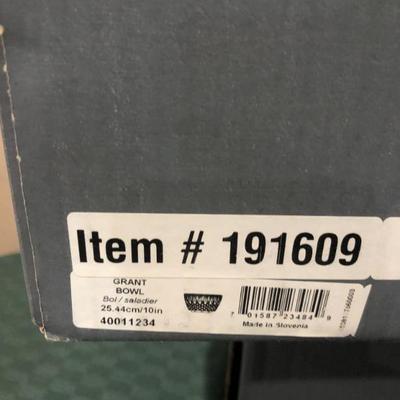 Item # 191609
GRANT
BOWL
Bol / saladier
25.44cm/10in
40011234
7 01587 23484 9
Made in Slovenia